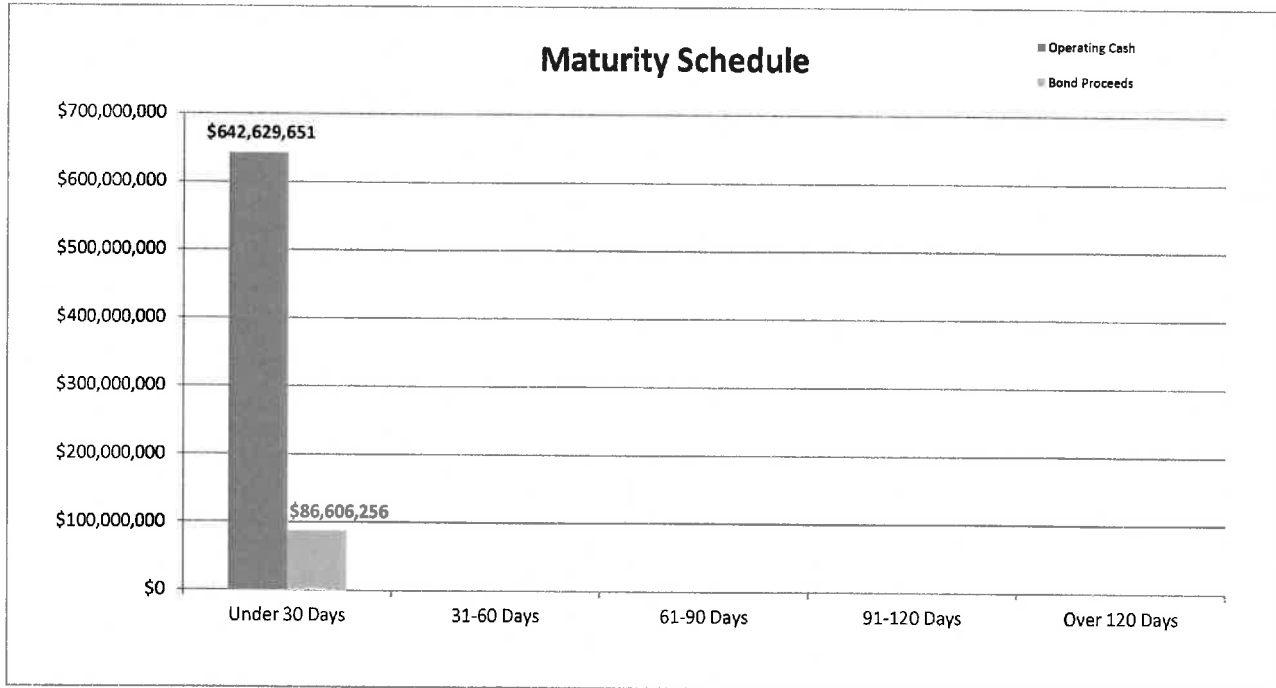 Maturity Schedule
Operating Cash
Bond Proceeds
$700,000,000
$642,629,651
$600,000,000
$500,000,000
$400,000,000
$300,000,000
$200,000,000
$86,606,256
$100,000,000
$0
Under 30 Days
31-60 Days
61-90 Days
91-120 Days
Over 120 Days